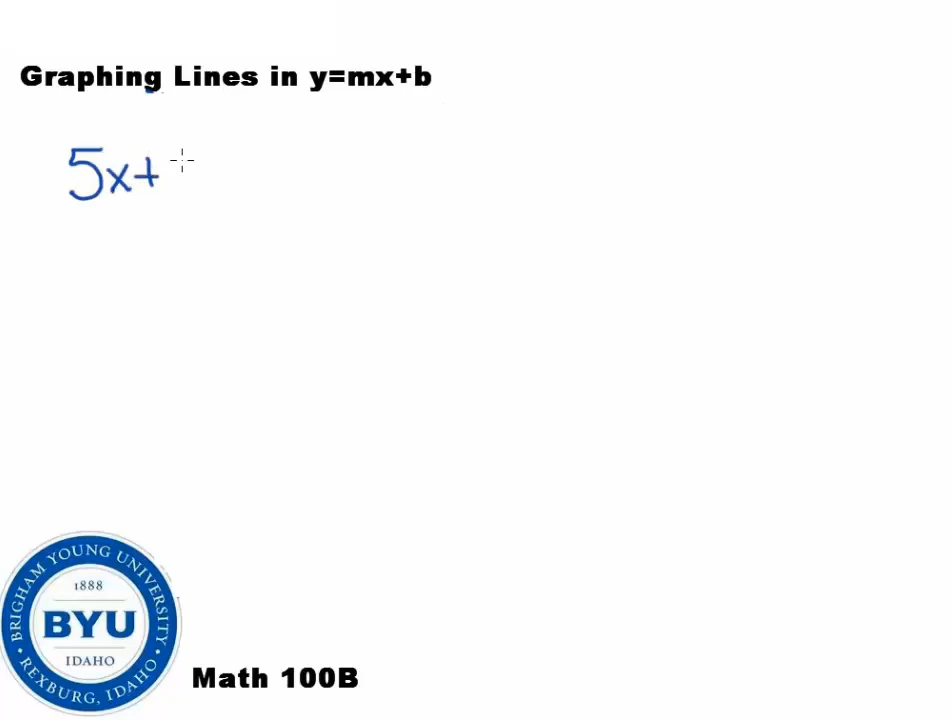 Graphing Lines in y=mx+b
5x+
BRIGHAM YOUNG UNIVERSITY
1888
BYU
IDAHO
• REXBURG, IDAHO •
Math 100B